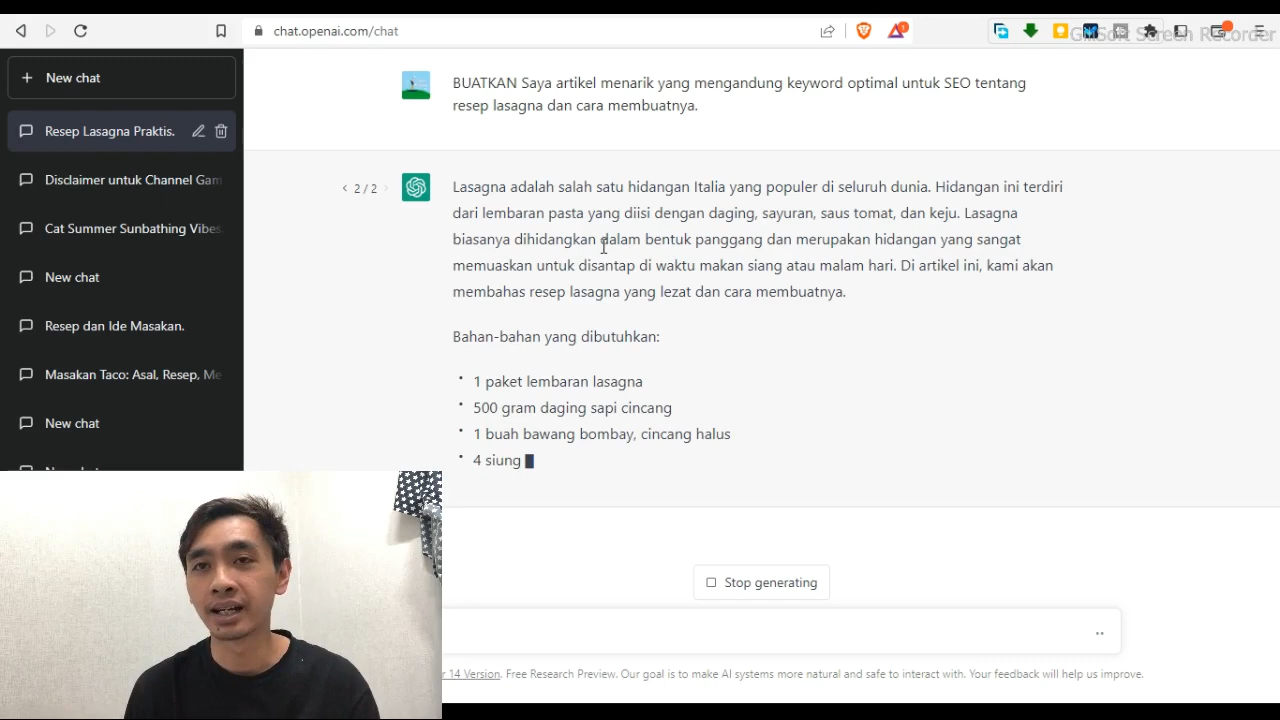 chat.openai.com/chat
1
GiliSoft Screen Recorder
New chat
Resep Lasagna Praktis.
Disclaimer untuk Channel Gam
Cat Summer Sunbathing Vibes
New chat
Resep dan Ide Masakan.
Masakan Taco: Asal, Resep, Me
New chat
BUATKAN Saya artikel menarik yang mengandung keyword optimal untuk SEO tentang
resep lasagna dan cara membuatnya.
2 / 2
Lasagna adalah salah satu hidangan Italia yang populer di seluruh dunia. Hidangan ini terdiri
dari lembaran pasta yang diisi dengan daging, sayuran, saus tomat, dan keju. Lasagna
biasanya dihidangkan dalam bentuk panggang dan merupakan hidangan yang sangat
memuaskan untuk disantap di waktu makan siang atau malam hari. Di artikel ini, kami akan
membahas resep lasagna yang lezat dan cara membuatnya.
Bahan-bahan yang dibutuhkan:
• 1 paket lembaran lasagna
• 500 gram daging sapi cincang
• 1 buah bawang bombay, cincang halus
• 4 siung
Stop generating
r 14 Version. Free Research Preview. Our goal is to make AI systems more natural and safe to interact with. Your feedback will help us improve.